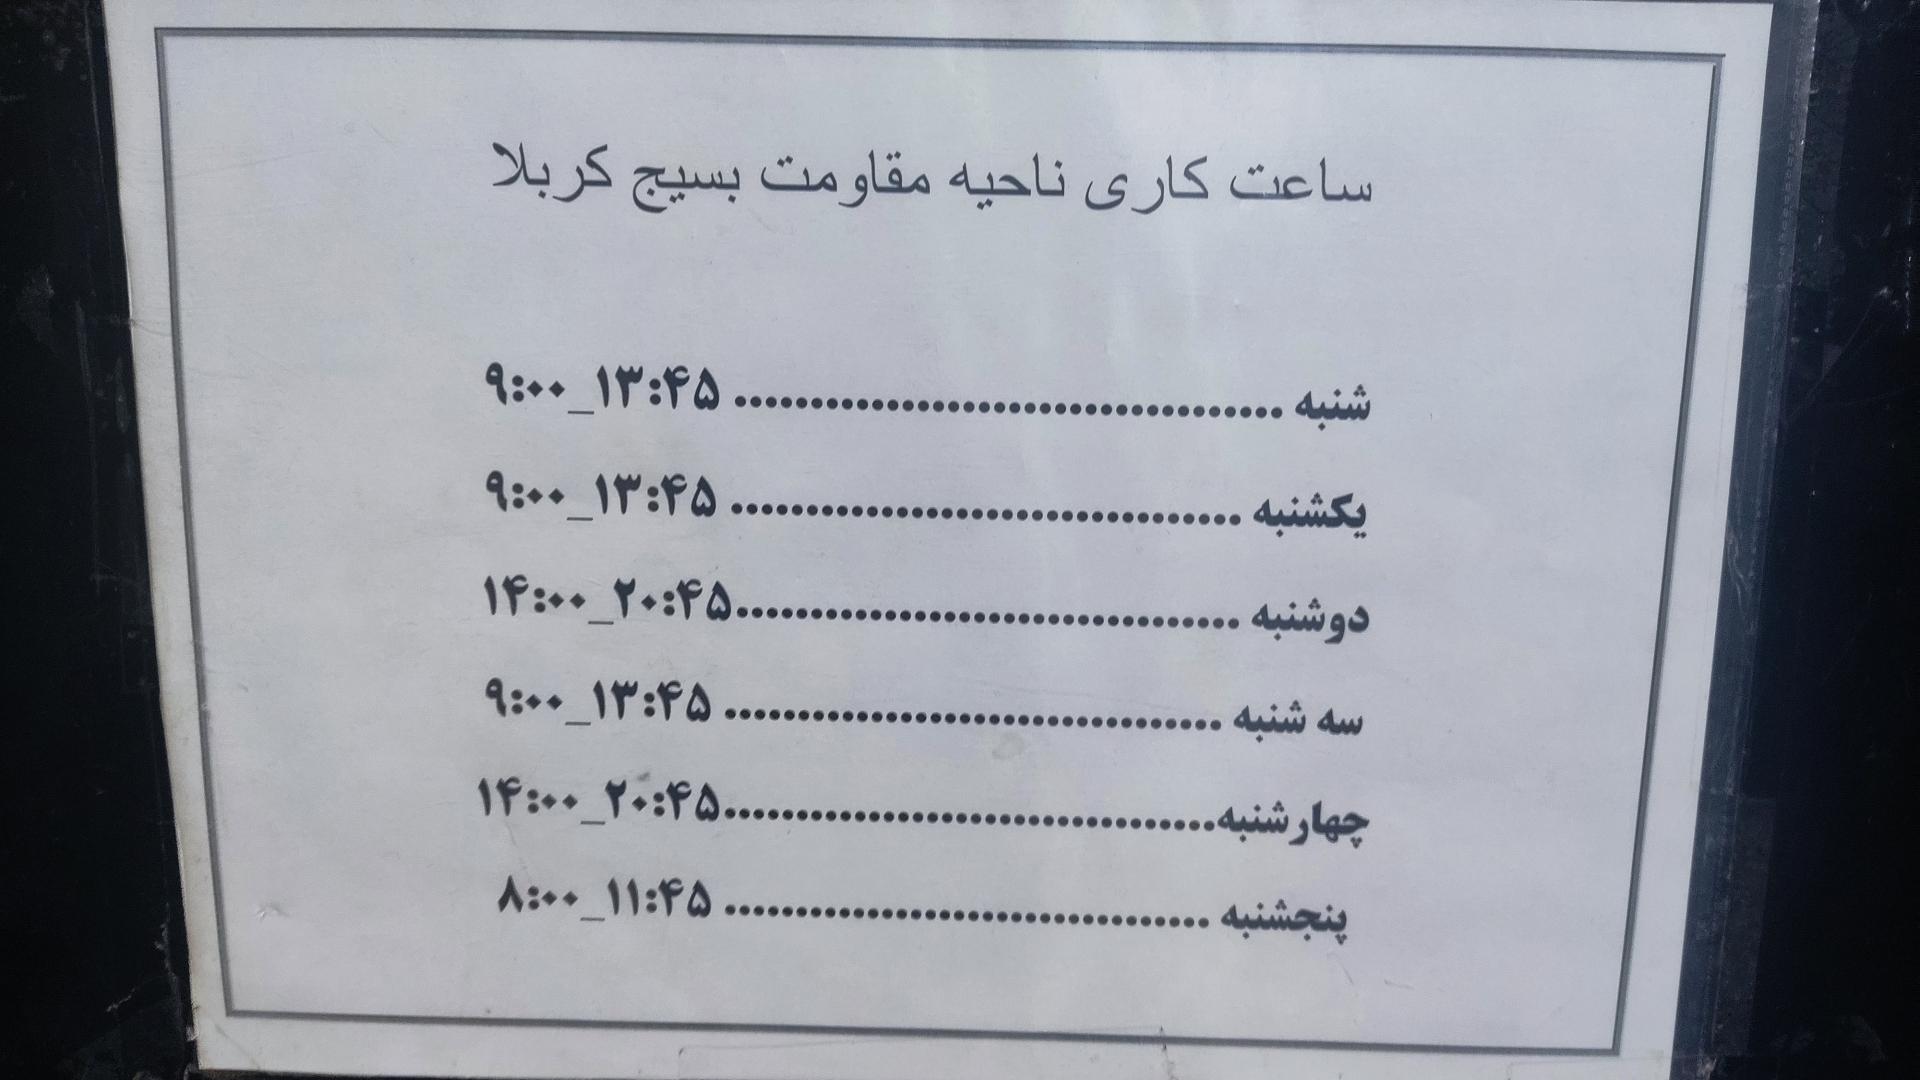 ساعت کاری ناحیه مقاومت بسیج کربلا
شنبه ..................................... ۹:۰۰_۱۳:۴۵
یکشنبه .................................. ۹:۰۰_۱۳:۴۵
دوشنبه ..................................۱۴:۰۰_۲۰:۴۵
سه شنبه ................................. ۹:۰۰_۱۳:۴۵
چهارشنبه.................................۱۴:۰۰_۲۰:۴۵
پنجشنبه ................................. ۸:۰۰_۱۱:۴۵